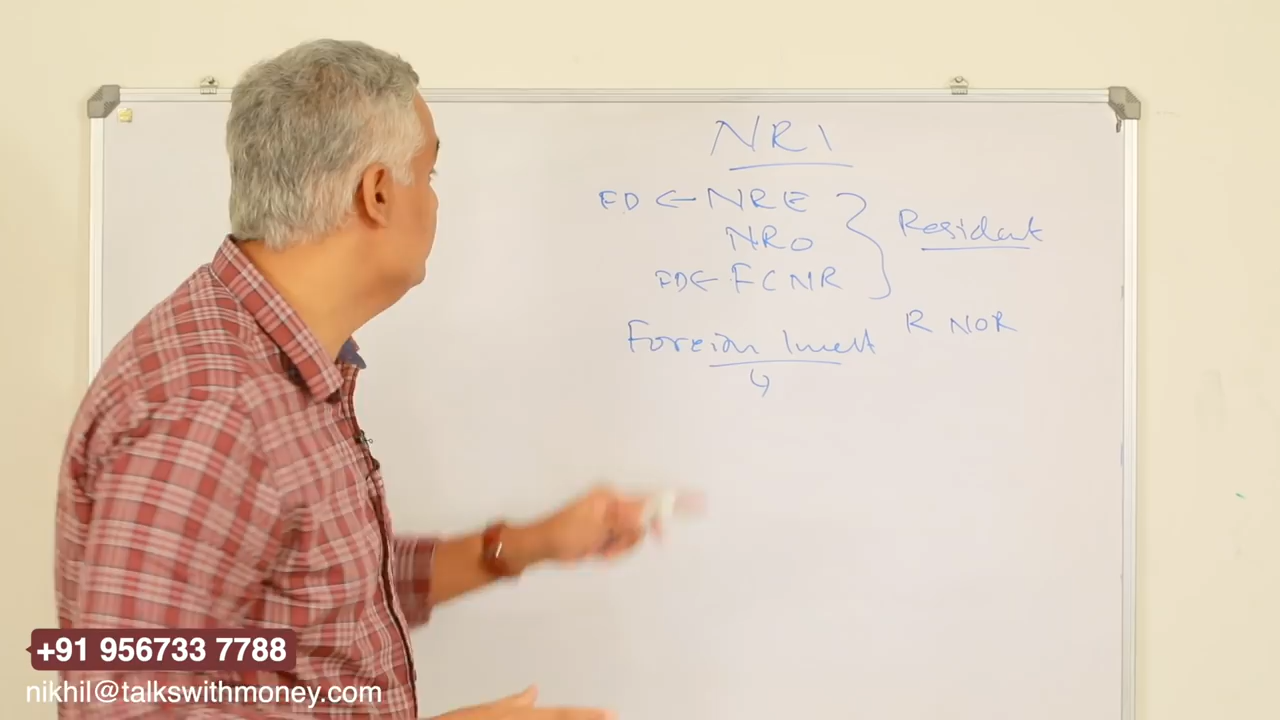 NRI
FD ← NRE
Resident
NRO
FD ← FCNR
R NOR
Foreign Invest
+91 956733 7788
nikhil@talkswithmoney.com